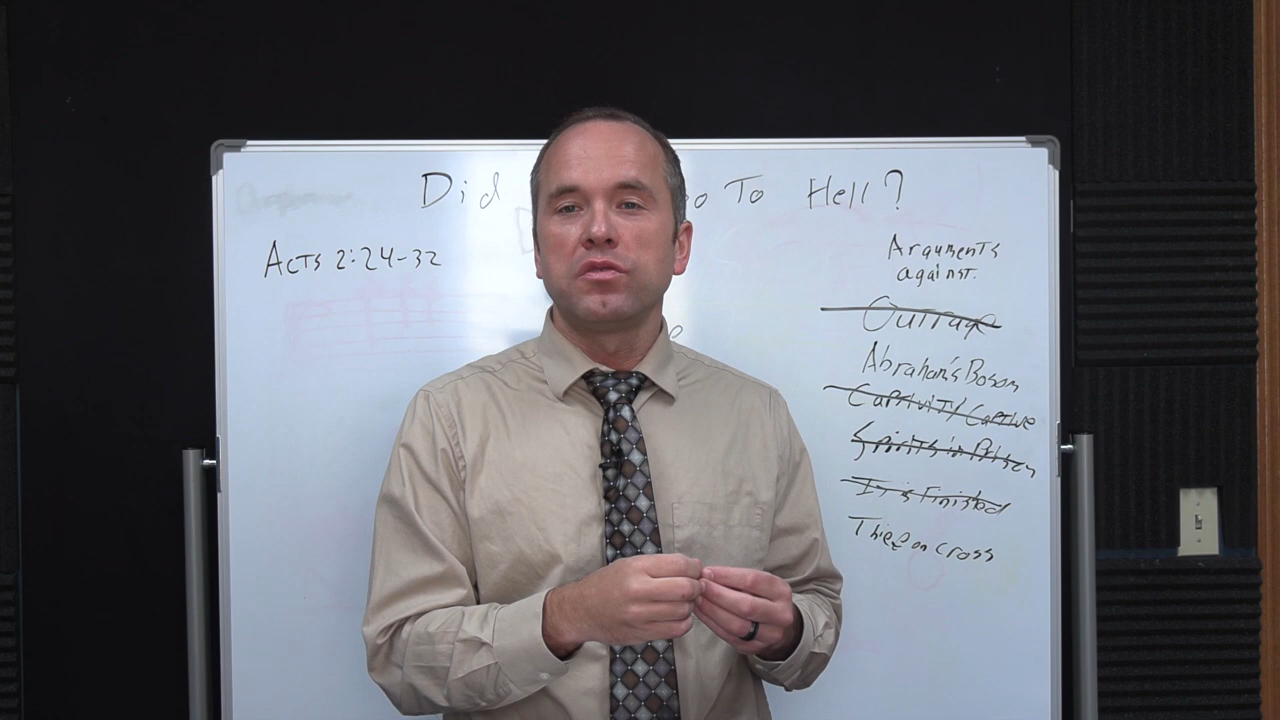 Did To Hell?
Acts 2:24-32
Arguments
against.
Outrage
Abraham's Bosom
Captivity Captive
Spirits in Prison
It is Finished
Thief on Cross